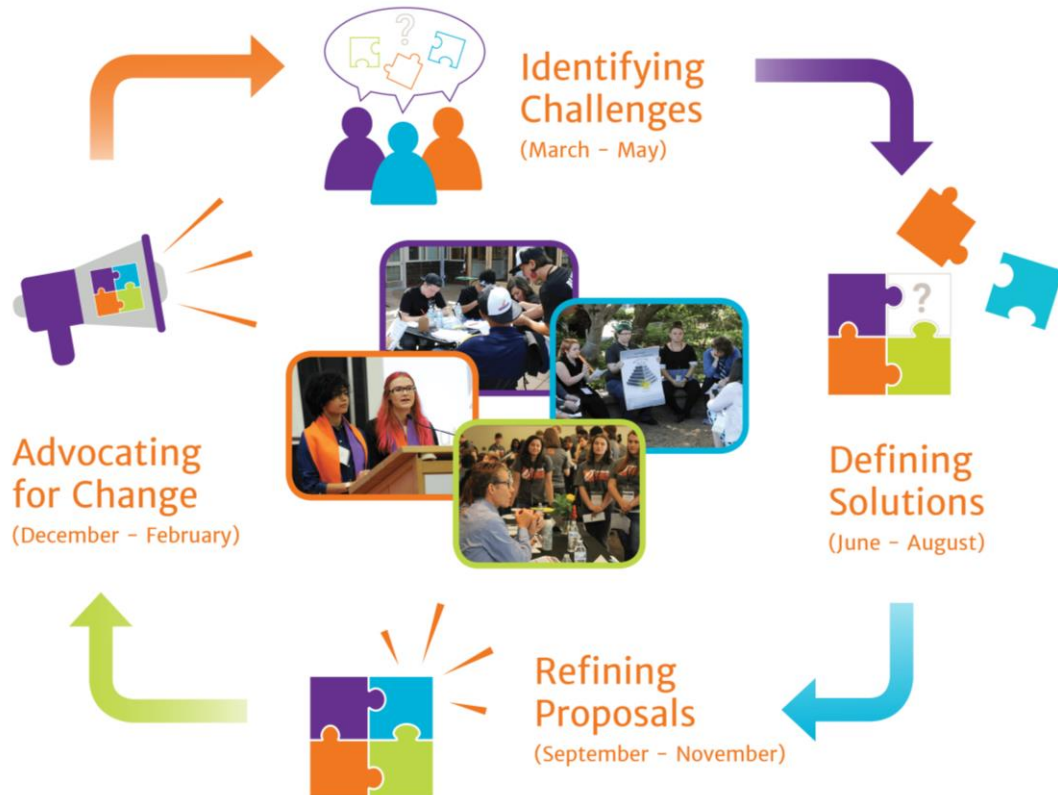 ?
Identifying
Challenges
(March – May)
?
Defining
Solutions
(June – August)
Refining
Proposals
(September – November)
Advocating
for Change
(December – February)